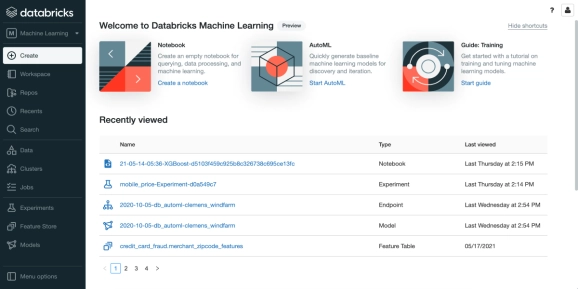 databricks
M Machine Learning
Create
Workspace
Repos
Recents
Search
Data
Clusters
Jobs
Experiments
Feature Store
Models
Menu options
?
Welcome to Databricks Machine Learning Preview
Hide shortcuts
Notebook
Create an empty notebook for
querying, data processing, and
machine learning.
Create a notebook
AutoML
Quickly generate baseline
machine learning models for
discovery and iteration.
Start AutoML
Guide: Training
Get started with a tutorial on
training and tuning machine
learning models.
Start guide
Recently viewed
Name Type Last viewed
21-05-14-05:36-XGBoost-d5103f459c925b8c326738c695ce13fc Notebook Last Thursday at 2:15 PM
mobile_price-Experiment-d0a549c7 Experiment Last Thursday at 2:14 PM
2020-10-05-db_automl-clemens_windfarm Endpoint Last Wednesday at 2:54 PM
2020-10-05-db_automl-clemens_windfarm Model Last Wednesday at 2:54 PM
credit_card_fraud.merchant_zipcode_features Feature Table 05/17/2021
< 1 2 3 4 >